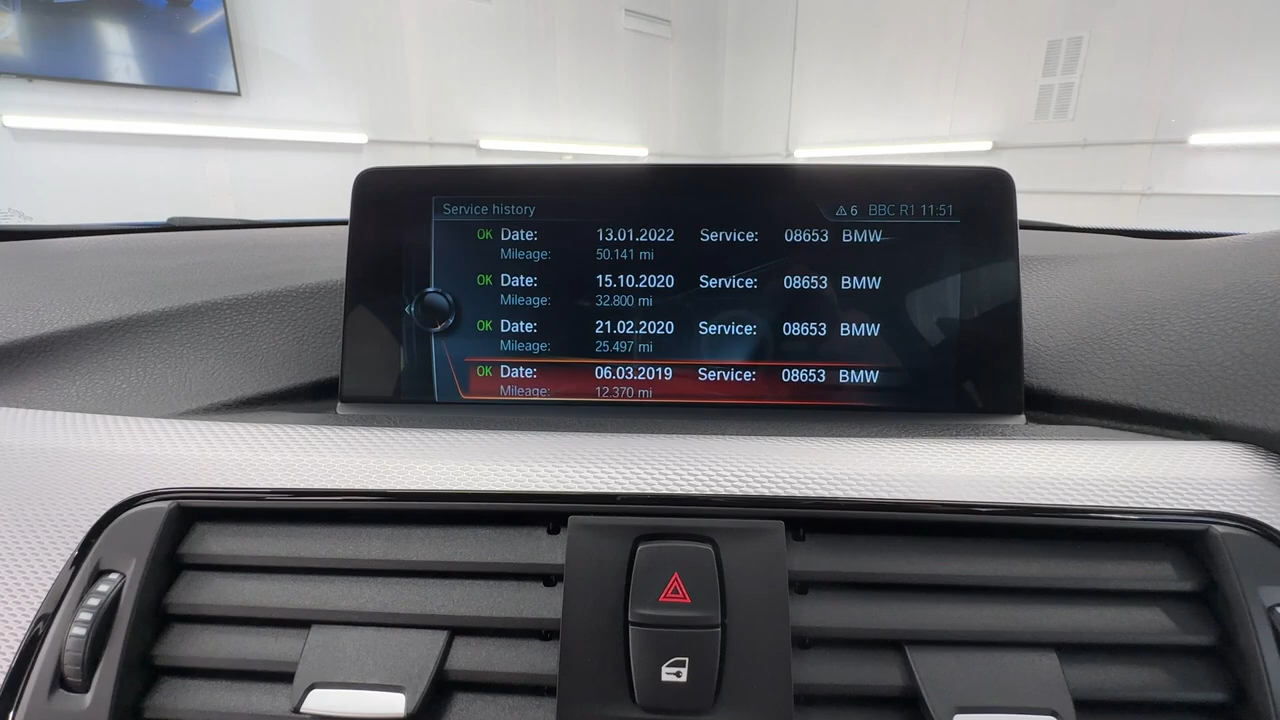 Service history 6 BBC R1 11:51
OK Date: 13.01.2022 Service: 08653 BMW
Mileage: 50.141 mi
OK Date: 15.10.2020 Service: 08653 BMW
Mileage: 32.800 mi
OK Date: 21.02.2020 Service: 08653 BMW
Mileage: 25.497 mi
OK Date: 06.03.2019 Service: 08653 BMW
Mileage: 12.370 mi